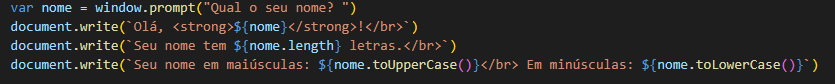 var nome = window.prompt("Qual o seu nome? ")
document.write(`Olá, <strong>${nome}</strong>!</br>`)
document.write(`Seu nome tem ${nome.length} letras.</br>`)
document.write(`Seu nome em maiúsculas: ${nome.toUpperCase()}</br> Em minúsculas: ${nome.toLowerCase()}`)